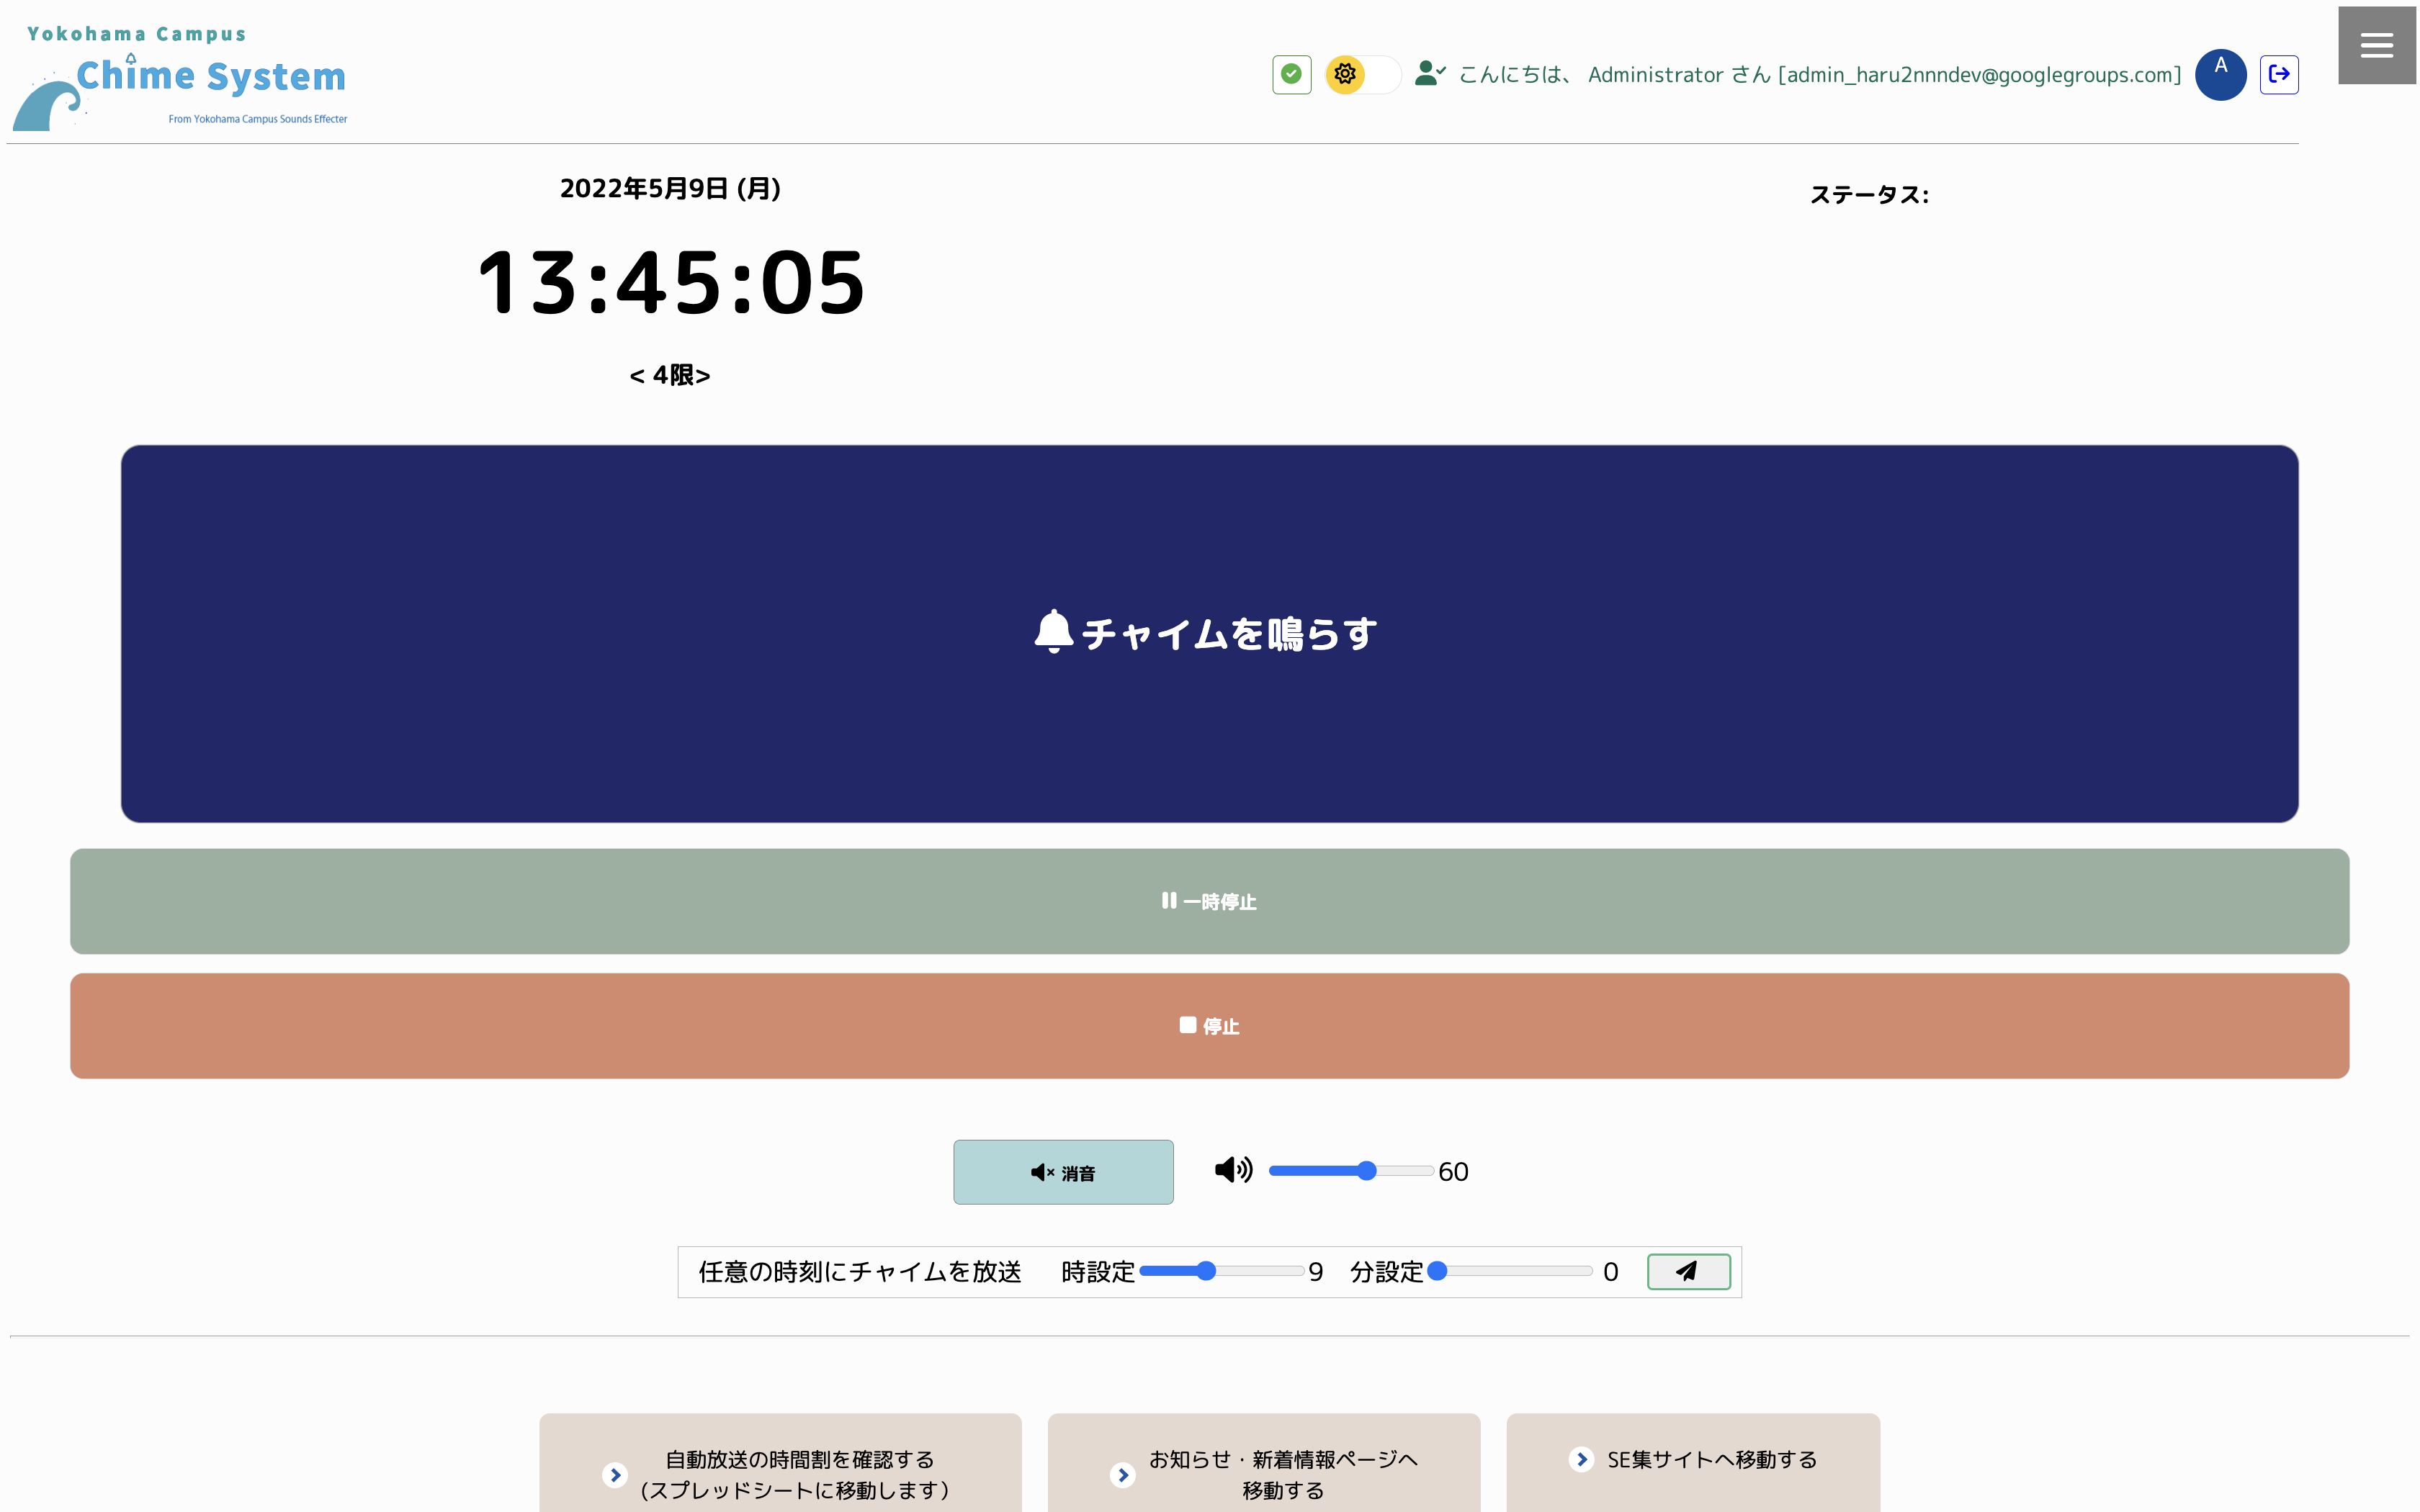 Yokohama Campus
Chime System
From Yokohama Campus Sounds Effecter
こんにちは、 Administrator さん [admin_haru2nnndev@googlegroups.com]
A
2022年5月9日 (月)
ステータス:
13:45:05
< 4限>
チャイムを鳴らす
一時停止
停止
消音
60
任意の時刻にチャイムを放送 時設定 9 分設定 0
自動放送の時間割を確認する
(スプレッドシートに移動します）
お知らせ・新着情報ページへ
移動する
SE集サイトへ移動する